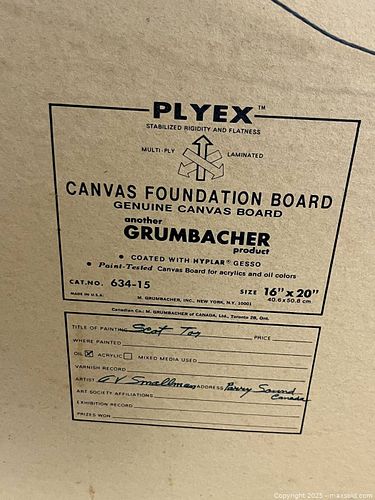 PLYEX™
STABILIZED RIGIDITY AND FLATNESS
MULTI-PLY LAMINATED
CANVAS FOUNDATION BOARD
GENUINE CANVAS BOARD
another
GRUMBACHER
product
• COATED WITH HYPLAR® GESSO
• Paint-Tested Canvas Board for acrylics and oil colors
CAT.NO. 634-15 SIZE 16" x 20"
MADE IN U.S.A. M. GRUMBACHER, INC., NEW YORK, N.Y. 10001 40.6 x 50.8 cm
Canadian Co.: M. GRUMBACHER of CANADA, Ltd., Toronto 2B, Ont.
TITLE OF PAINTING Scot PRICE
WHERE PAINTED
OIL ☒ ACRYLIC ☐ MIXED MEDIA USED
VARNISH RECORD
ARTIST GV Smallman ADDRESS Parry Sound
Canada
ART SOCIETY AFFILIATIONS
EXHIBITION RECORD
PRIZES WON
Copyright 2025 - maxsold.com